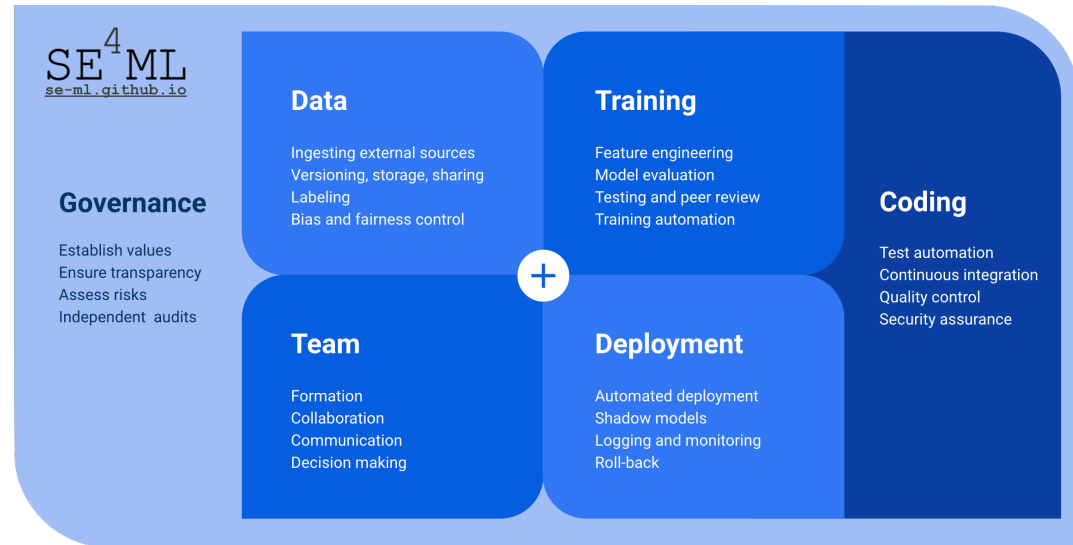 SE4ML
se-ml.github.io
Governance
Establish values
Ensure transparency
Assess risks
Independent  audits
Data
Ingesting external sources
Versioning, storage, sharing
Labeling
Bias and fairness control
Training
Feature engineering
Model evaluation
Testing and peer review
Training automation
+
Team
Formation
Collaboration
Communication
Decision making
Deployment
Automated deployment
Shadow models
Logging and monitoring
Roll-back
Coding
Test automation
Continuous integration
Quality control
Security assurance